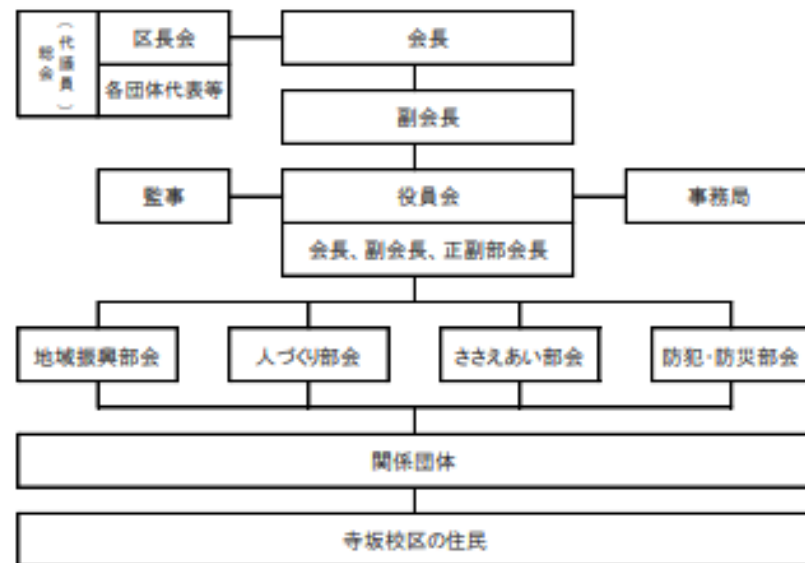 総会
（代議員）
区長会
会長
各団体代表等
副会長
監事
役員会
事務局
会長、副会長、正副部会長
地域振興部会
人づくり部会
ささえあい部会
防犯・防災部会
関係団体
寺坂校区の住民